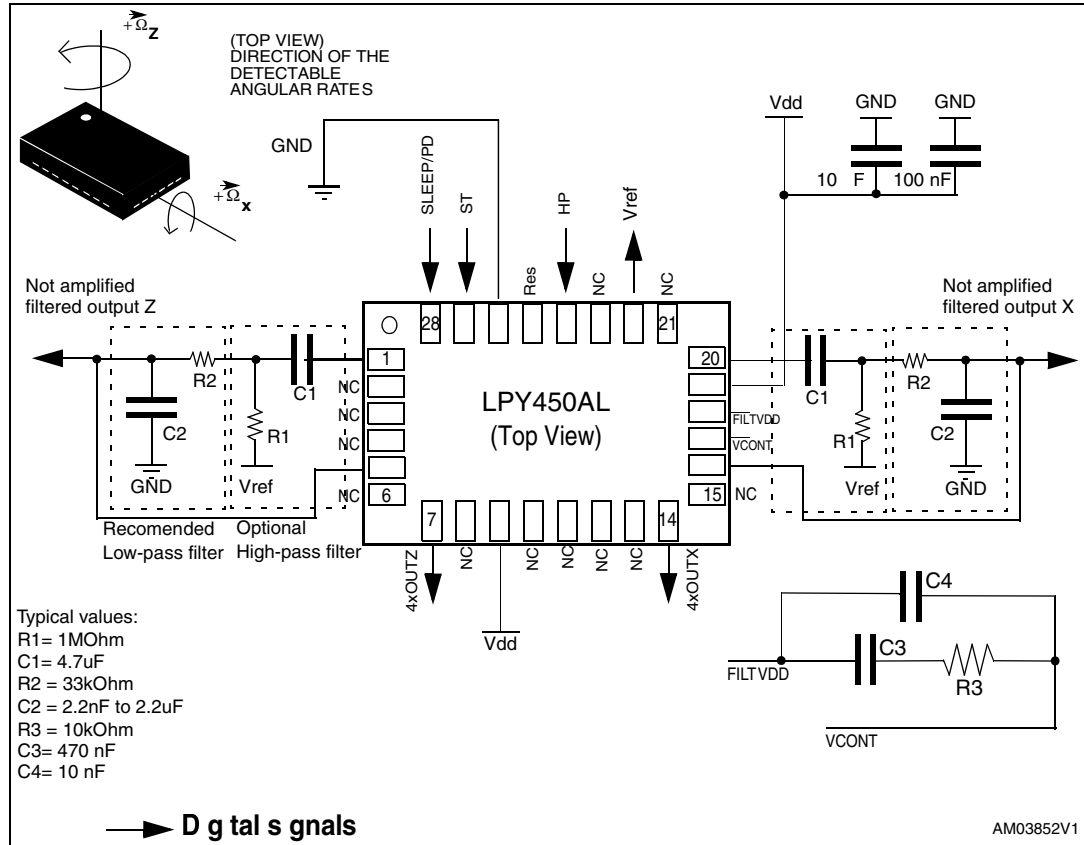 +Ω Z
(TOP VIEW)
DIRECTION OF THE
DETECTABLE
ANGULAR RATES
+Ω x
GND
SLEEP/PD
ST
Res
HP
NC
Vref
NC
Vdd
GND
GND
10 F
100 nF
Not amplified
filtered output Z
Not amplified
filtered output X
28
21
1
20
NC
NC
NC
NC
6
15
NC
7
14
LPY450AL
(Top View)
FILTVDD
VCONT
R2
C1
C2
R1
GND
Vref
Recomended
Low-pass filter
Optional
High-pass filter
C1
R2
R1
C2
Vref
GND
4xOUTZ
NC
Vdd
NC
NC
NC
NC
4xOUTX
C4
C3
R3
FILTVDD
VCONT
Typical values:
R1= 1MOhm
C1= 4.7uF
R2 = 33kOhm
C2 = 2.2nF to 2.2uF
R3 = 10kOhm
C3= 470 nF
C4= 10 nF
D g tal s gnals
AM03852V1